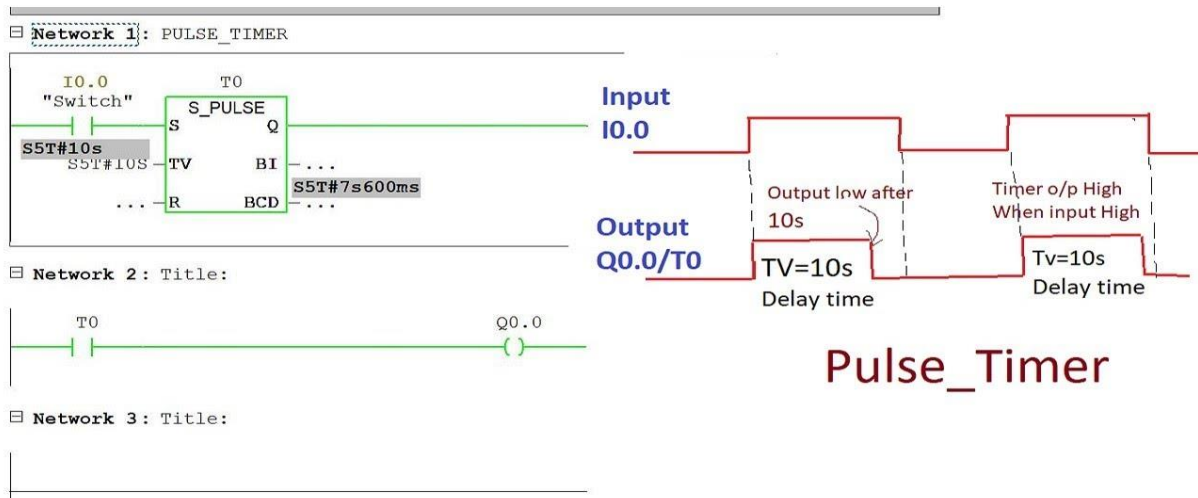 Network 1: PULSE_TIMER
I0.0
"Switch"
T0
S_PULSE
S Q
S5T#10s
S5T#10S TV BI ...
S5T#7s600ms
... R BCD ...
Network 2: Title:
T0 Q0.0
Network 3: Title:
Input
I0.0
Output low after
10s
Timer o/p High
When input High
Output
Q0.0/T0
TV=10s
Delay time
Tv=10s
Delay time
Pulse_Timer